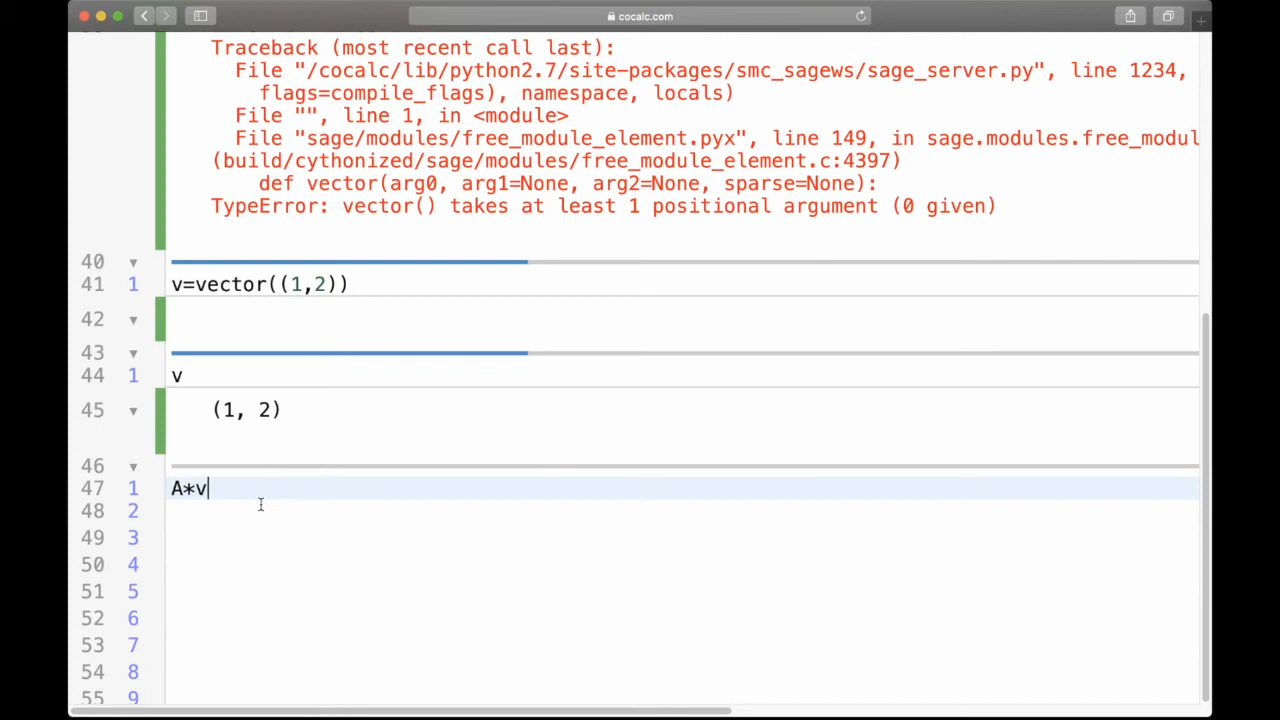 cocalc.com
Traceback (most recent call last):
File "/cocalc/lib/python2.7/site-packages/smc_sagews/sage_server.py", line 1234,
flags=compile_flags), namespace, locals)
File "", line 1, in <module>
File "sage/modules/free_module_element.pyx", line 149, in sage.modules.free_modul
(build/cythonized/sage/modules/free_module_element.c:4397)
def vector(arg0, arg1=None, arg2=None, sparse=None):
TypeError: vector() takes at least 1 positional argument (0 given)
40
41 1 v=vector((1,2))
42
43
44 1 v
45 (1, 2)
46
47 1 A*v
48 2
49 3
50 4
51 5
52 6
53 7
54 8
55 9